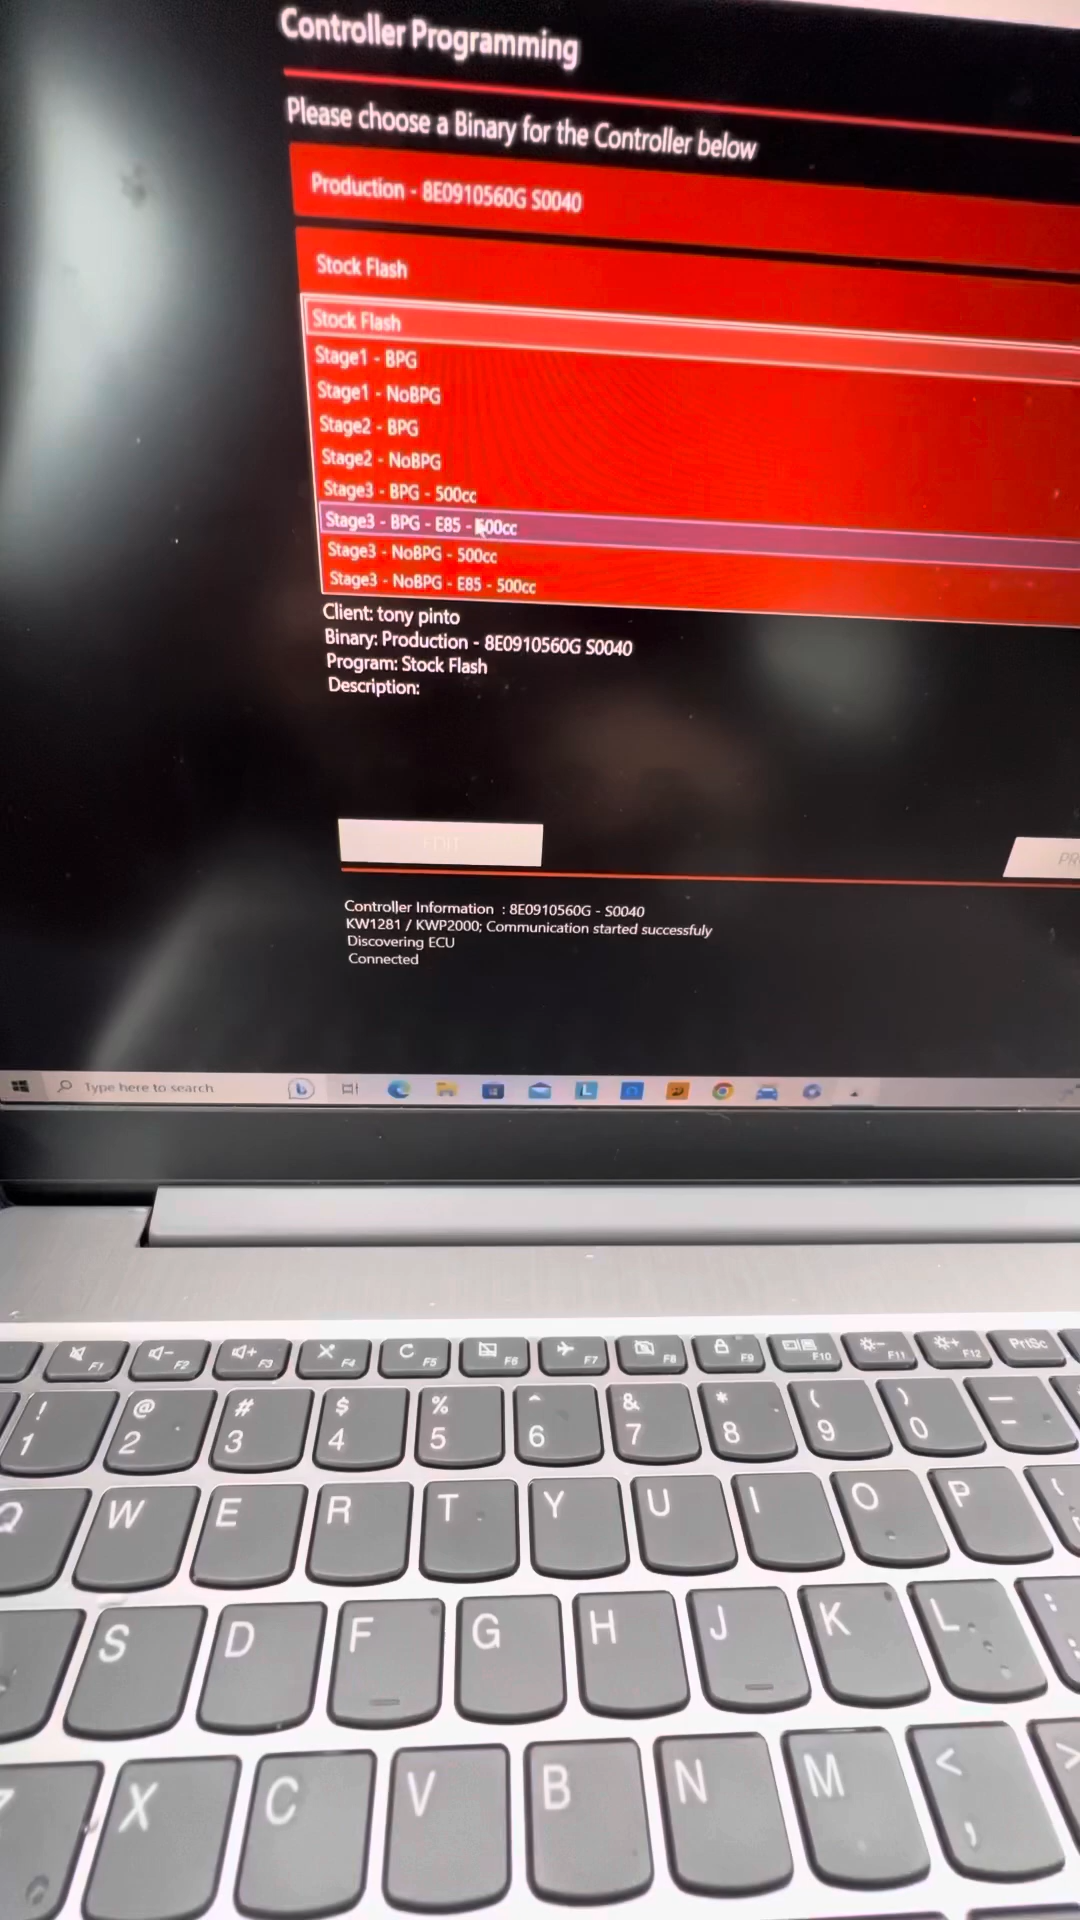 Controller Programming
Please choose a Binary for the Controller below
Production - 8E0910560G S0040
Stock Flash
Stock Flash
Stage1 - BPG
Stage1 - NoBPG
Stage2 - BPG
Stage2 - NoBPG
Stage3 - BPG - 500cc
Stage3 - BPG - E85 - 500cc
Stage3 - NoBPG - 500cc
Stage3 - NoBPG - E85 - 500cc
Client: tony pinto
Binary: Production - 8E0910560G S0040
Program: Stock Flash
Description:
EDIT
Controller Information : 8E0910560G - S0040
KW1281 / KWP2000; Communication started successfuly
Discovering ECU
Connected
Type here to search
F1 F2 F3 F4 F5 F6 F7 F8 F9 F10 F11 F12 PrtSc
! @ # $ % ^ & * ( ) _
1 2 3 4 5 6 7 8 9 0 -
Q W E R T Y U I O P
S D F G H J K L :
X C V B N M < >
,